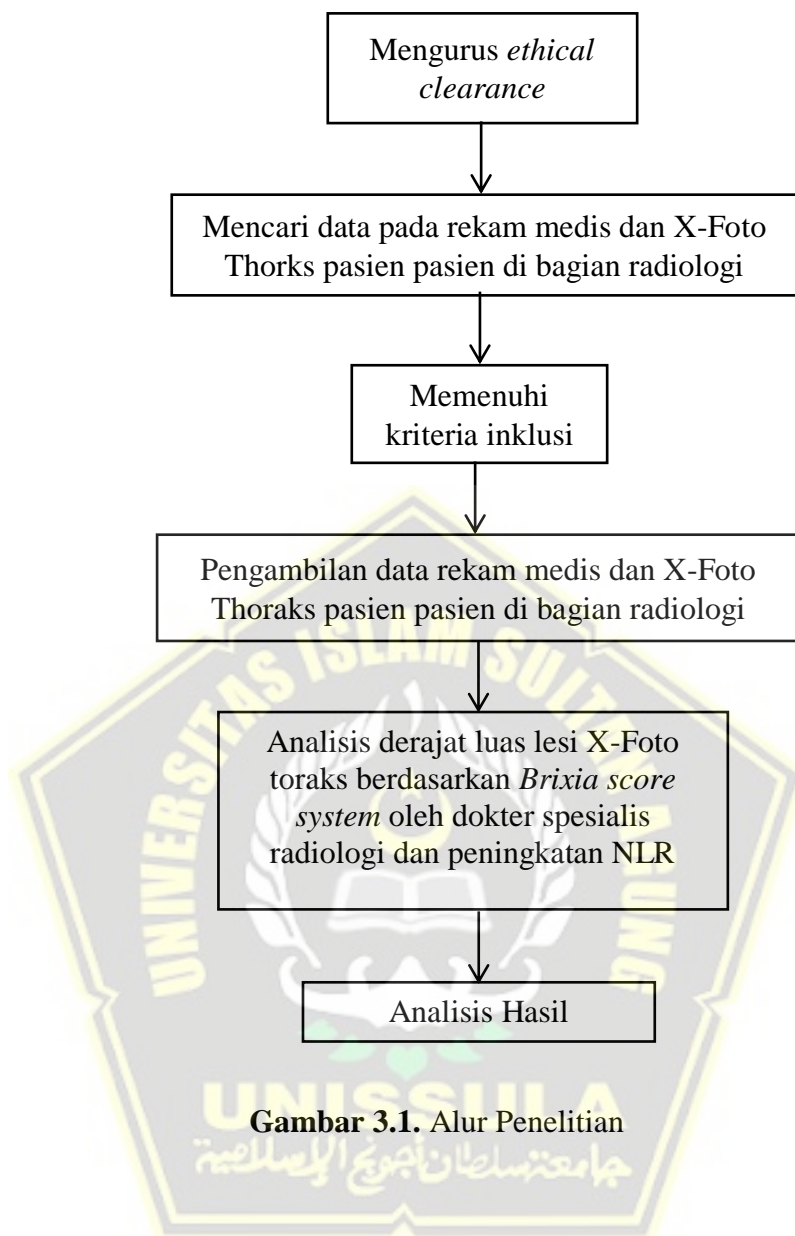 Mengurus ethical
clearance
Mencari data pada rekam medis dan X-Foto
Thorks pasien pasien di bagian radiologi
Memenuhi
kriteria inklusi
Pengambilan data rekam medis dan X-Foto
Thoraks pasien pasien di bagian radiologi
Analisis derajat luas lesi X-Foto
toraks berdasarkan Brixia score
system oleh dokter spesialis
radiologi dan peningkatan NLR
Analisis Hasil
Gambar 3.1. Alur Penelitian
UNIVERSITAS ISLAM SULTAN AGUNG
UNISSULA
جامعتنسلطان أجونج الإسلامية